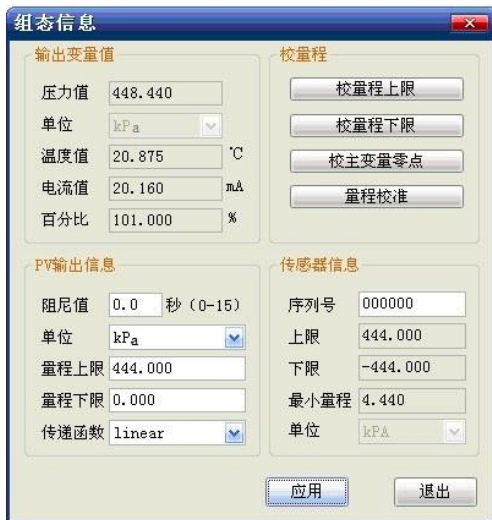 组态信息
输出变量值
压力值 448.440
单位 kPa
温度值 20.875 ℃
电流值 20.160 mA
百分比 101.000 %
校量程
校量程上限
校量程下限
校主变量零点
量程校准
PV输出信息
阻尼值 0.0 秒（0-15）
单位 kPa
量程上限 444.000
量程下限 0.000
传递函数 linear
传感器信息
序列号 000000
上限 444.000
下限 -444.000
最小量程 4.440
单位 kPA
应用 退出